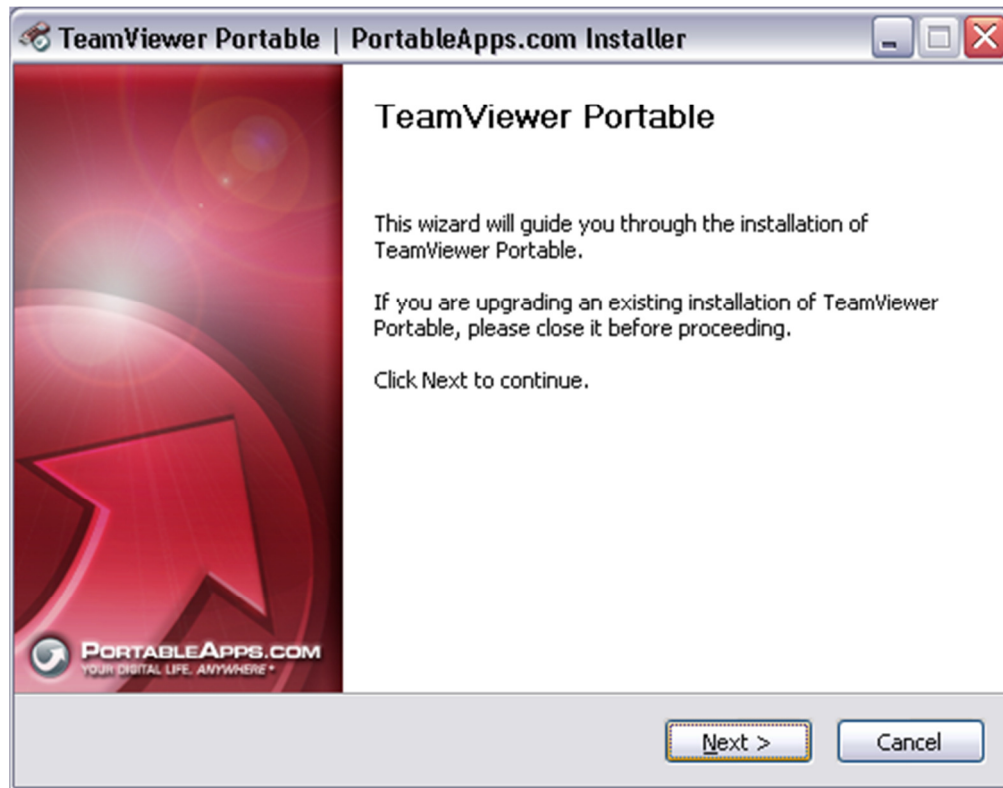 TeamViewer Portable | PortableApps.com Installer
TeamViewer Portable
This wizard will guide you through the installation of
TeamViewer Portable.
If you are upgrading an existing installation of TeamViewer
Portable, please close it before proceeding.
Click Next to continue.
PORTABLEAPPS.COM
YOUR DIGITAL LIFE, ANYWHERE
Next >
Cancel